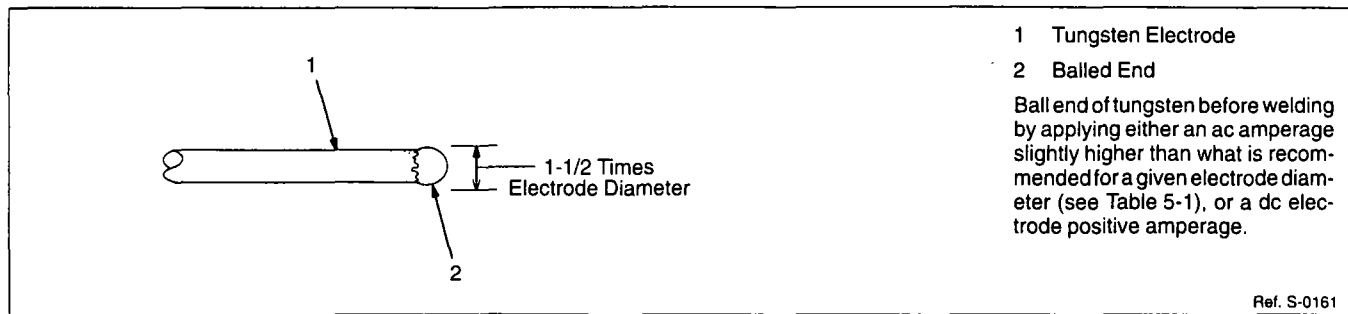 1
1-1/2 Times
Electrode Diameter
2
1 Tungsten Electrode
2 Balled End
Ball end of tungsten before welding
by applying either an ac amperage
slightly higher than what is recom-
mended for a given electrode diam-
eter (see Table 5-1), or a dc elec-
trode positive amperage.
Ref. S-0161